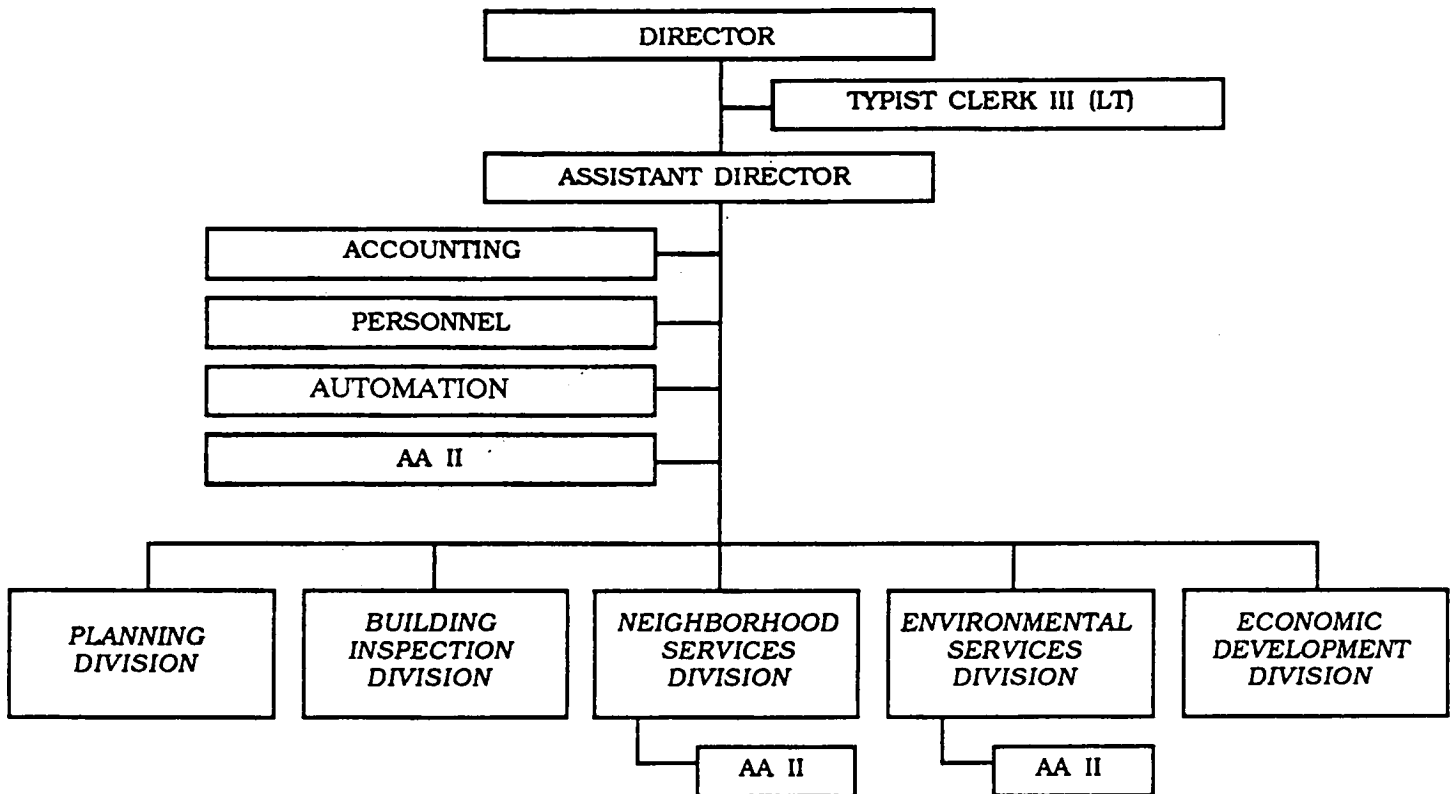 DIRECTOR
TYPIST CLERK III (LT)
ASSISTANT DIRECTOR
ACCOUNTING
PERSONNEL
AUTOMATION
AA II
PLANNING
DIVISION
BUILDING
INSPECTION
DIVISION
NEIGHBORHOOD
SERVICES
DIVISION
ENVIRONMENTAL
SERVICES
DIVISION
ECONOMIC
DEVELOPMENT
DIVISION
AA II
AA II